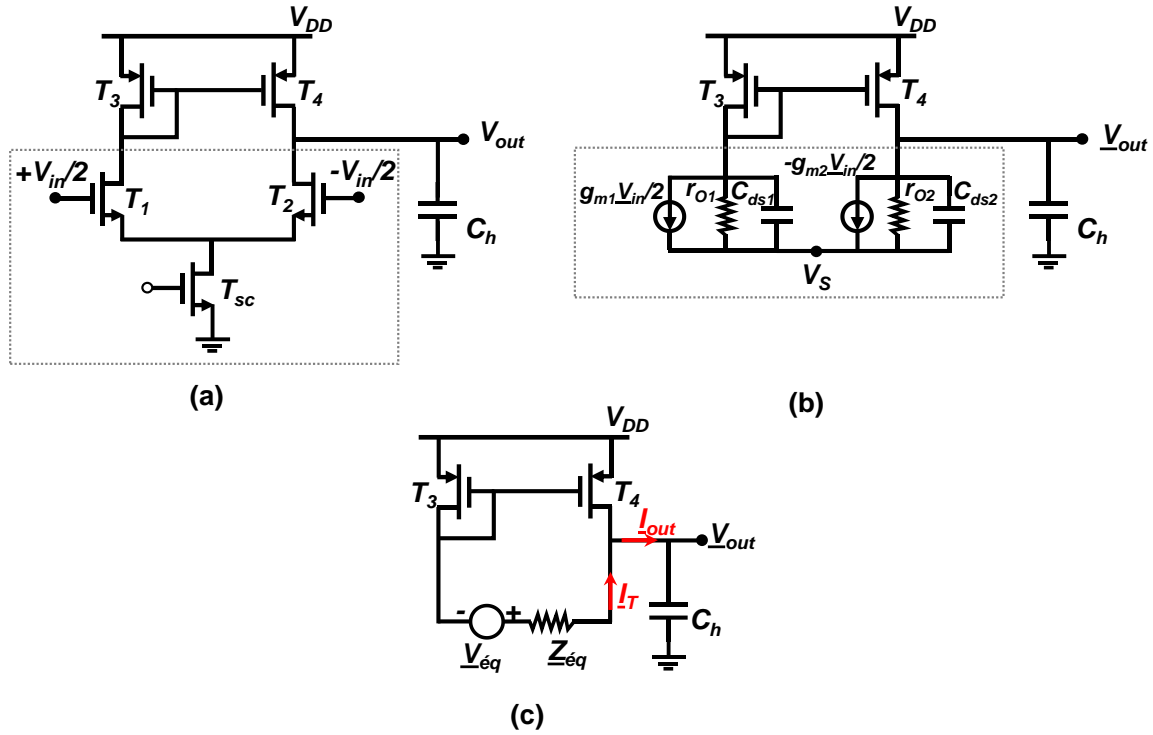 V_DD
T_3
T_4
V_out
+V_in/2
-V_in/2
T_1
T_2
C_h
T_sc
(a)
V_DD
T_3
T_4
V_out
g_m1V_in/2
r_O1
C_ds1
-g_m2V_in/2
r_O2
C_ds2
C_h
V_S
(b)
V_DD
T_3
T_4
I_out
V_out
I_T
- +
C_h
V_éq
Z_éq
(c)